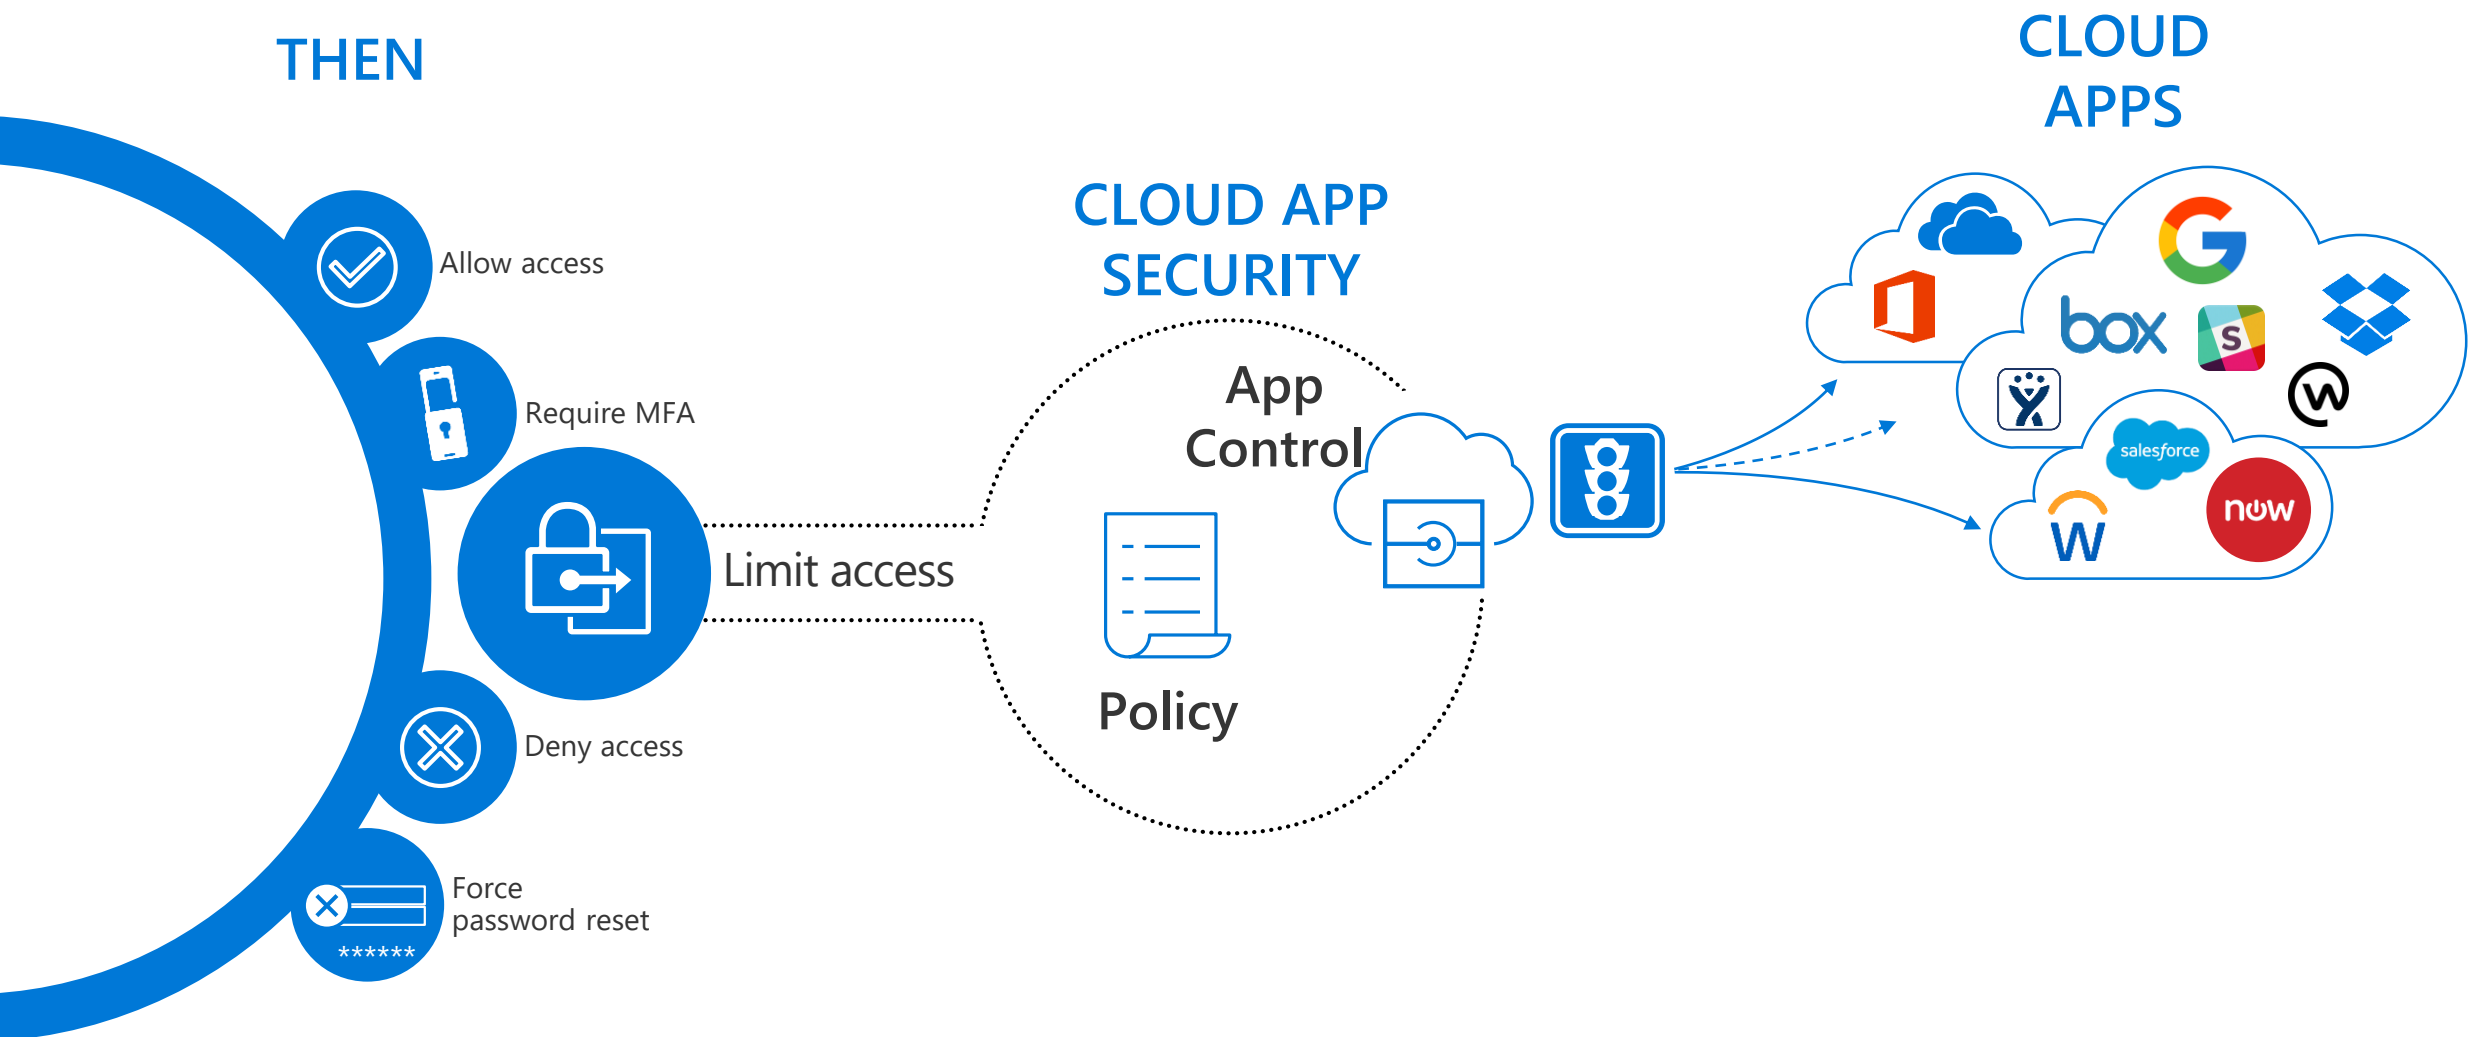 THEN
Allow access
Require MFA
Limit access
Deny access
Force
password reset
******
CLOUD APP
SECURITY
App
Control
Policy
CLOUD
APPS
G
box
S
W
salesforce
W
now